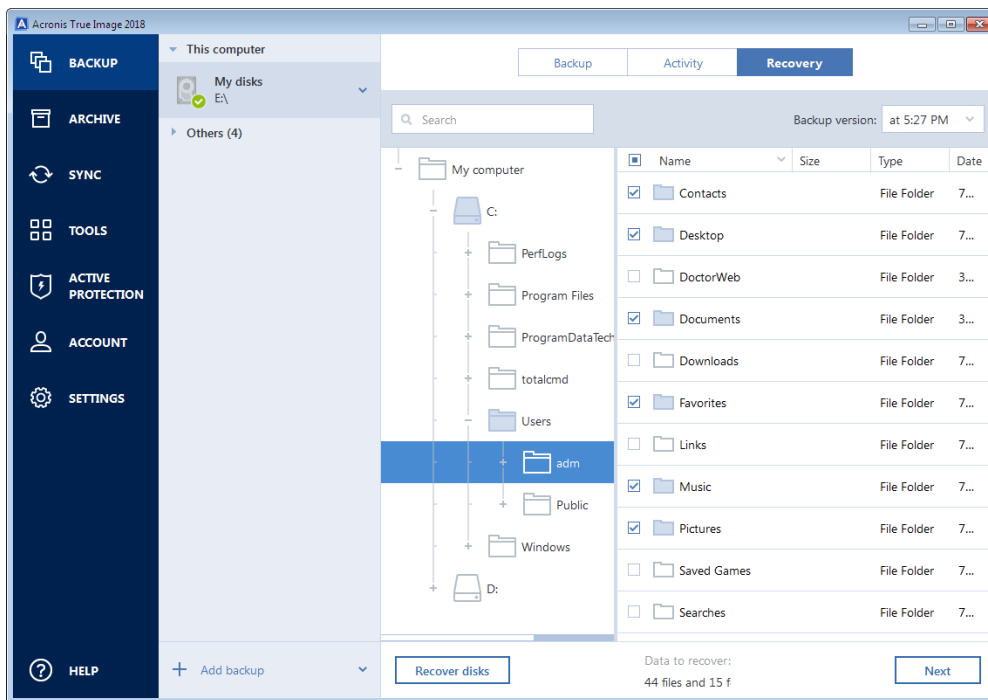 Acronis True Image 2018
BACKUP
ARCHIVE
SYNC
TOOLS
ACTIVE
PROTECTION
ACCOUNT
SETTINGS
HELP
This computer
My disks
E:\
Others (4)
Add backup
Backup
Activity
Recovery
Search
Backup version:
at 5:27 PM
My computer
C:
PerfLogs
Program Files
ProgramDataTech
totalcmd
Users
adm
Public
Windows
D:
Name Size Type Date
Contacts File Folder 7...
Desktop File Folder 7...
DoctorWeb File Folder 3...
Documents File Folder 3...
Downloads File Folder 7...
Favorites File Folder 7...
Links File Folder 7...
Music File Folder 7...
Pictures File Folder 7...
Saved Games File Folder 7...
Searches File Folder 7...
Recover disks
Data to recover:
44 files and 15 f
Next